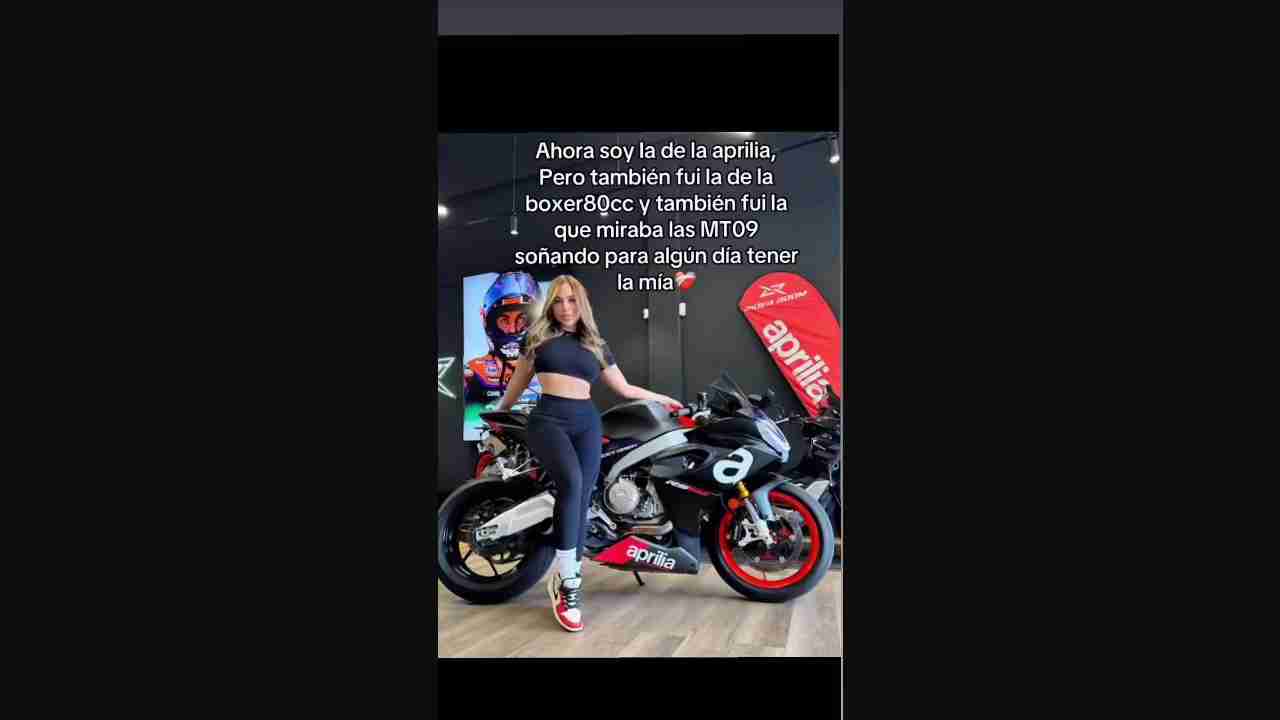 Ahora soy la de la aprilia,
Pero también fui la de la
boxer80cc y también fui la
que miraba las MT09
soñando para algún día tener
la mía❤️‍🩹
aprilia
a
aprilia